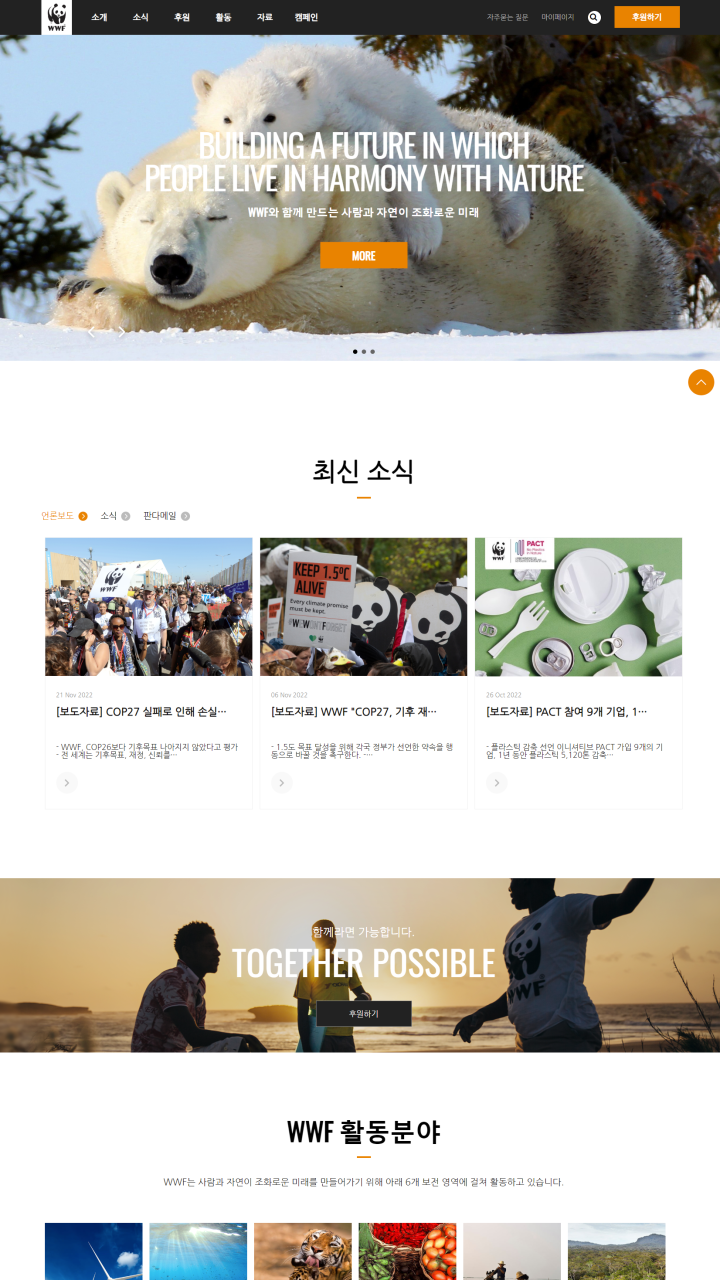 WWF
소개 소식 후원 활동 자료 캠페인
자주묻는 질문 마이페이지
후원하기
BUILDING A FUTURE IN WHICH
PEOPLE LIVE IN HARMONY WITH NATURE
WWF와 함께 만드는 사람과 자연이 조화로운 미래
MORE
최신 소식
언론보도 소식 판다메일
WWF
KEEP 1.5ºC
ALIVE
Every climate promise
must be kept.
#WEWONTFORGET
WWF
PACT
21 Nov 2022
[보도자료] COP27 실패로 인해 손실…
- WWF, COP26보다 기후목표 나아지지 않았다고 평가
- 전 세계는 기후목표, 재정, 신뢰를…
06 Nov 2022
[보도자료] WWF "COP27, 기후 재…
- 1.5도 목표 달성을 위해 각국 정부가 선언한 약속을 행
동으로 바꿀 것을 촉구한다. -…
26 Oct 2022
[보도자료] PACT 참여 9개 기업, 1…
- 플라스틱 감축 선언 이니셔티브 PACT 가입 9개의 기
업, 1년 동안 플라스틱 5,120톤 감축…
함께라면 가능합니다.
TOGETHER POSSIBLE
후원하기
WWF
WWF 활동분야
WWF는 사람과 자연이 조화로운 미래를 만들어가기 위해 아래 6개 보전 영역에 걸쳐 활동하고 있습니다.